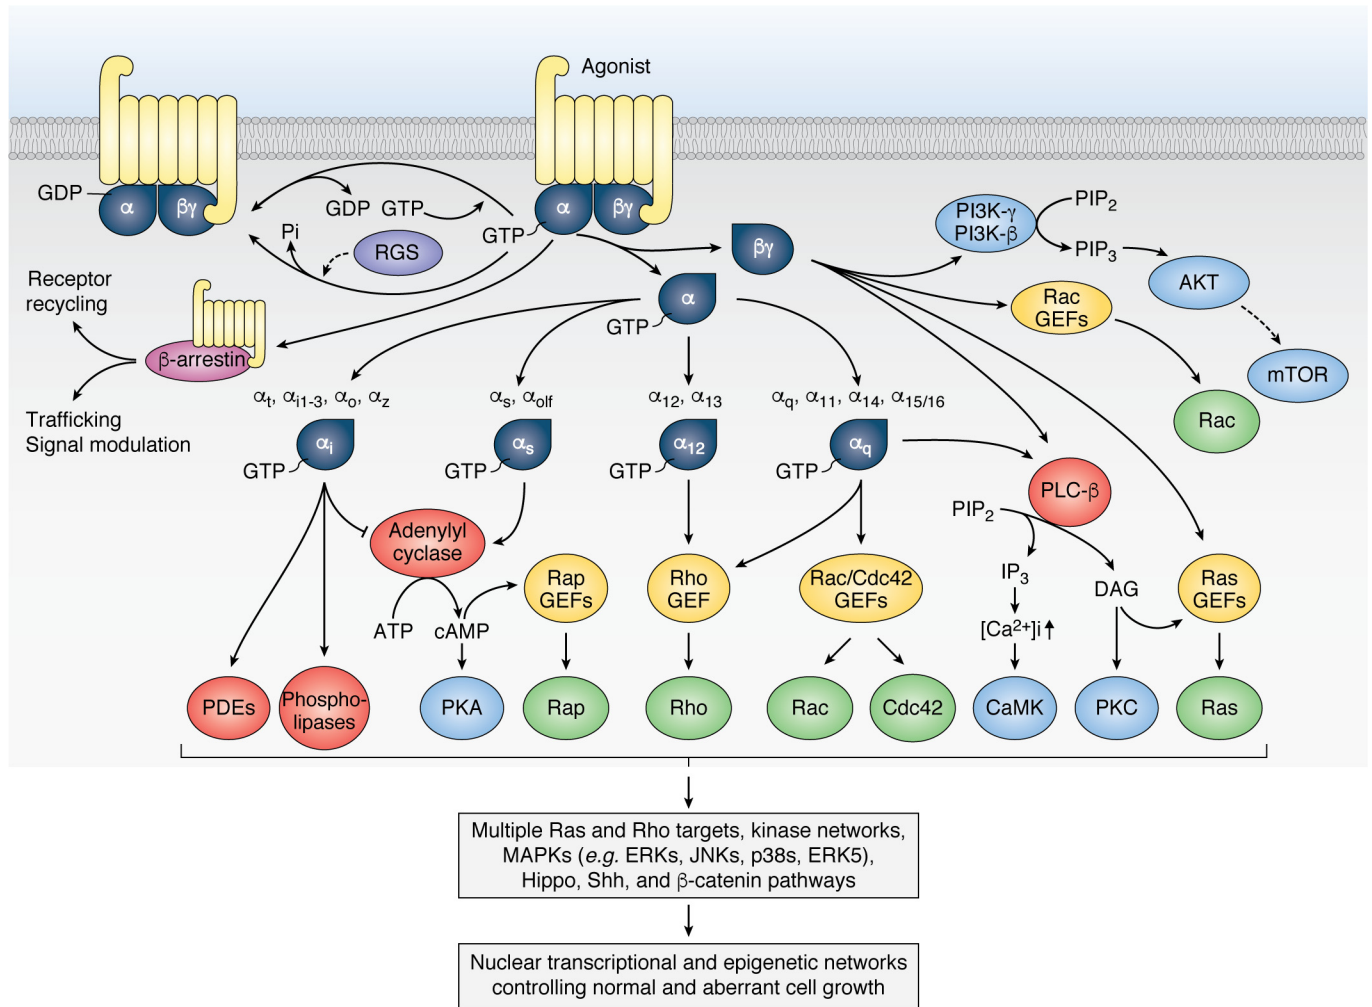 Agonist
GDP
α
βγ
GDP
GTP
Pi
RGS
GTP
α
βγ
βγ
PI3K-γ
PI3K-β
PIP2
PIP3
AKT
mTOR
Rac
GEFs
Rac
Receptor
recycling
β-arrestin
Trafficking
Signal modulation
α
GTP
αt, αi1-3, αo, αz
αs, αolf
α12, α13
αq, α11, α14, α15/16
αi
GTP
αs
GTP
α12
GTP
αq
GTP
PLC-β
PIP2
Adenylyl
cyclase
ATP
cAMP
Rap
GEFs
Rho
GEF
Rac/Cdc42
GEFs
IP3
[Ca2+]i
DAG
Ras
GEFs
PDEs
Phospho-
lipases
PKA
Rap
Rho
Rac
Cdc42
CaMK
PKC
Ras
Multiple Ras and Rho targets, kinase networks,
MAPKs (e.g. ERKs, JNKs, p38s, ERK5),
Hippo, Shh, and β-catenin pathways
Nuclear transcriptional and epigenetic networks
controlling normal and aberrant cell growth